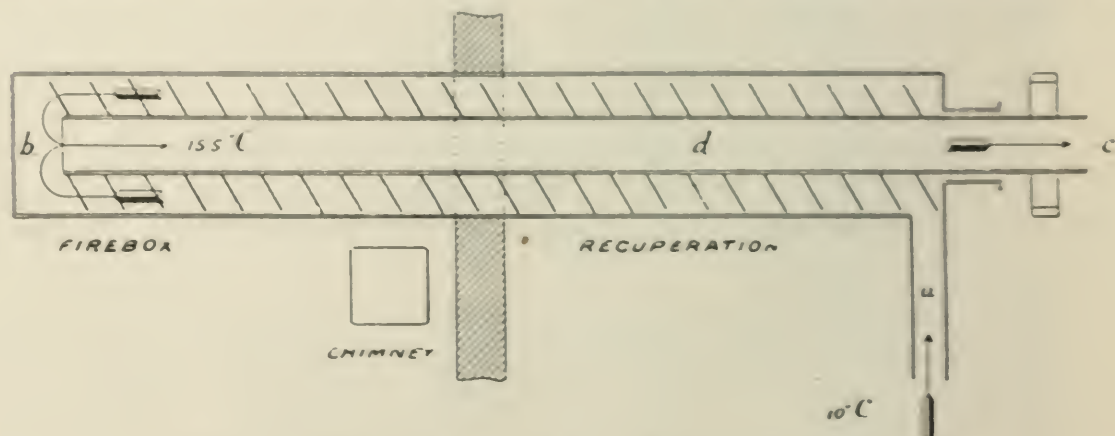 b
155°C
d
c
FIREBOX
RECUPERATION
a
CHIMNEY
10°C